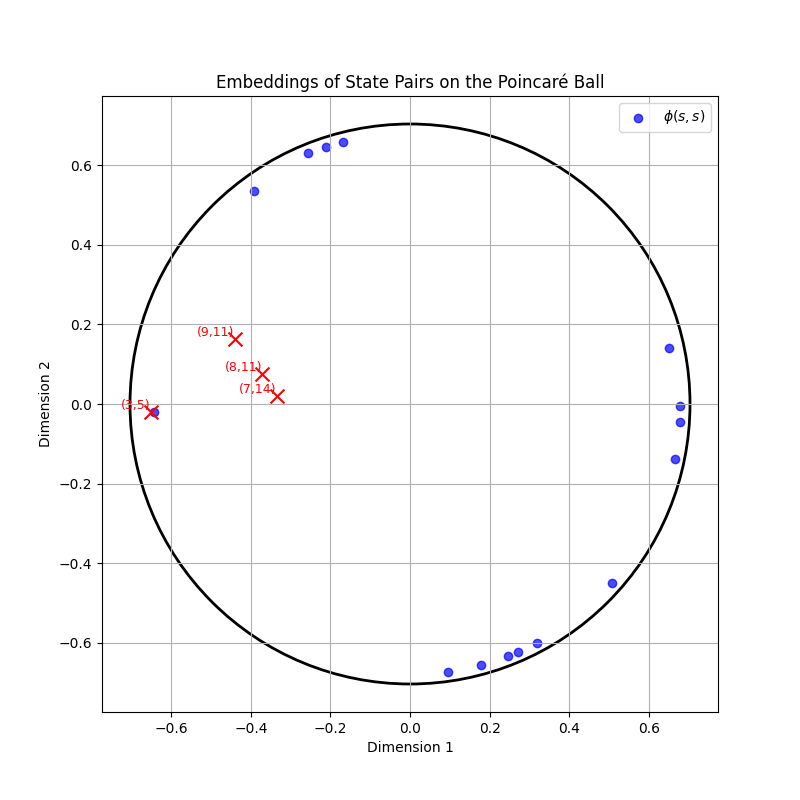 Embeddings of State Pairs on the Poincaré Ball
ϕ(s, s)
0.6
0.4
0.2
0.0
−0.2
−0.4
−0.6
Dimension 2
(9,11)
(8,11)
(7,14)
(3,5)
−0.6 −0.4 −0.2 0.0 0.2 0.4 0.6
Dimension 1